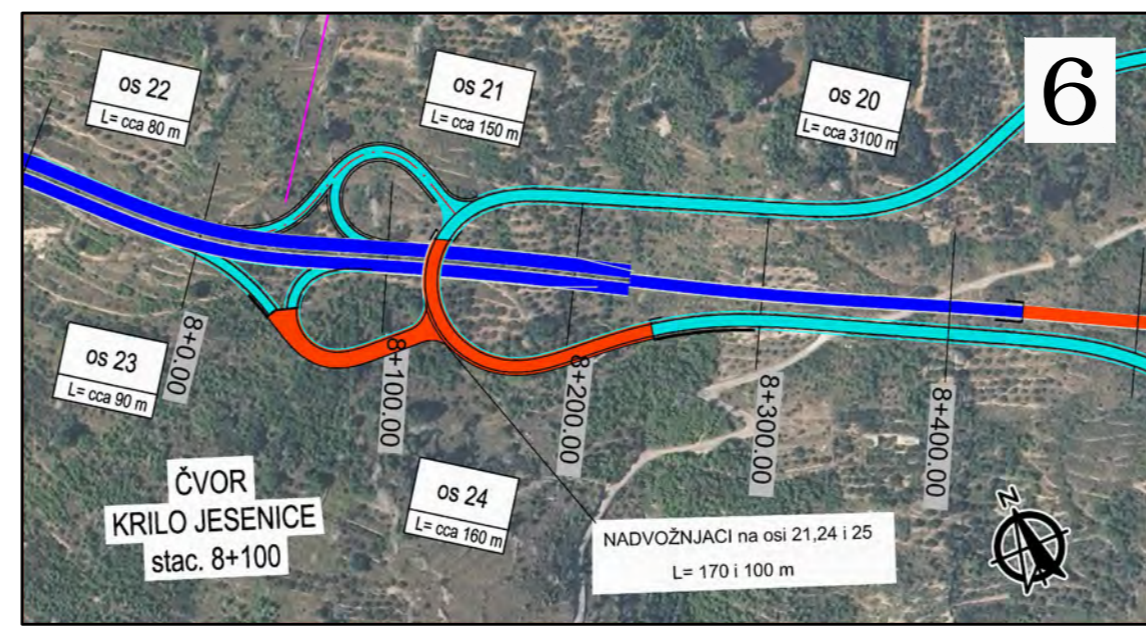 os 22
L= cca 80 m
os 21
L= cca 150 m
os 20
L= cca 3100 m
6
8+0.00
8+100.00
8+200.00
8+300.00
8+400.00
os 23
L= cca 90 m
os 24
L= cca 160 m
ČVOR
KRILO JESENICE
stac. 8+100
NADVOŽNJACI na osi 21,24 i 25
L= 170 i 100 m
N